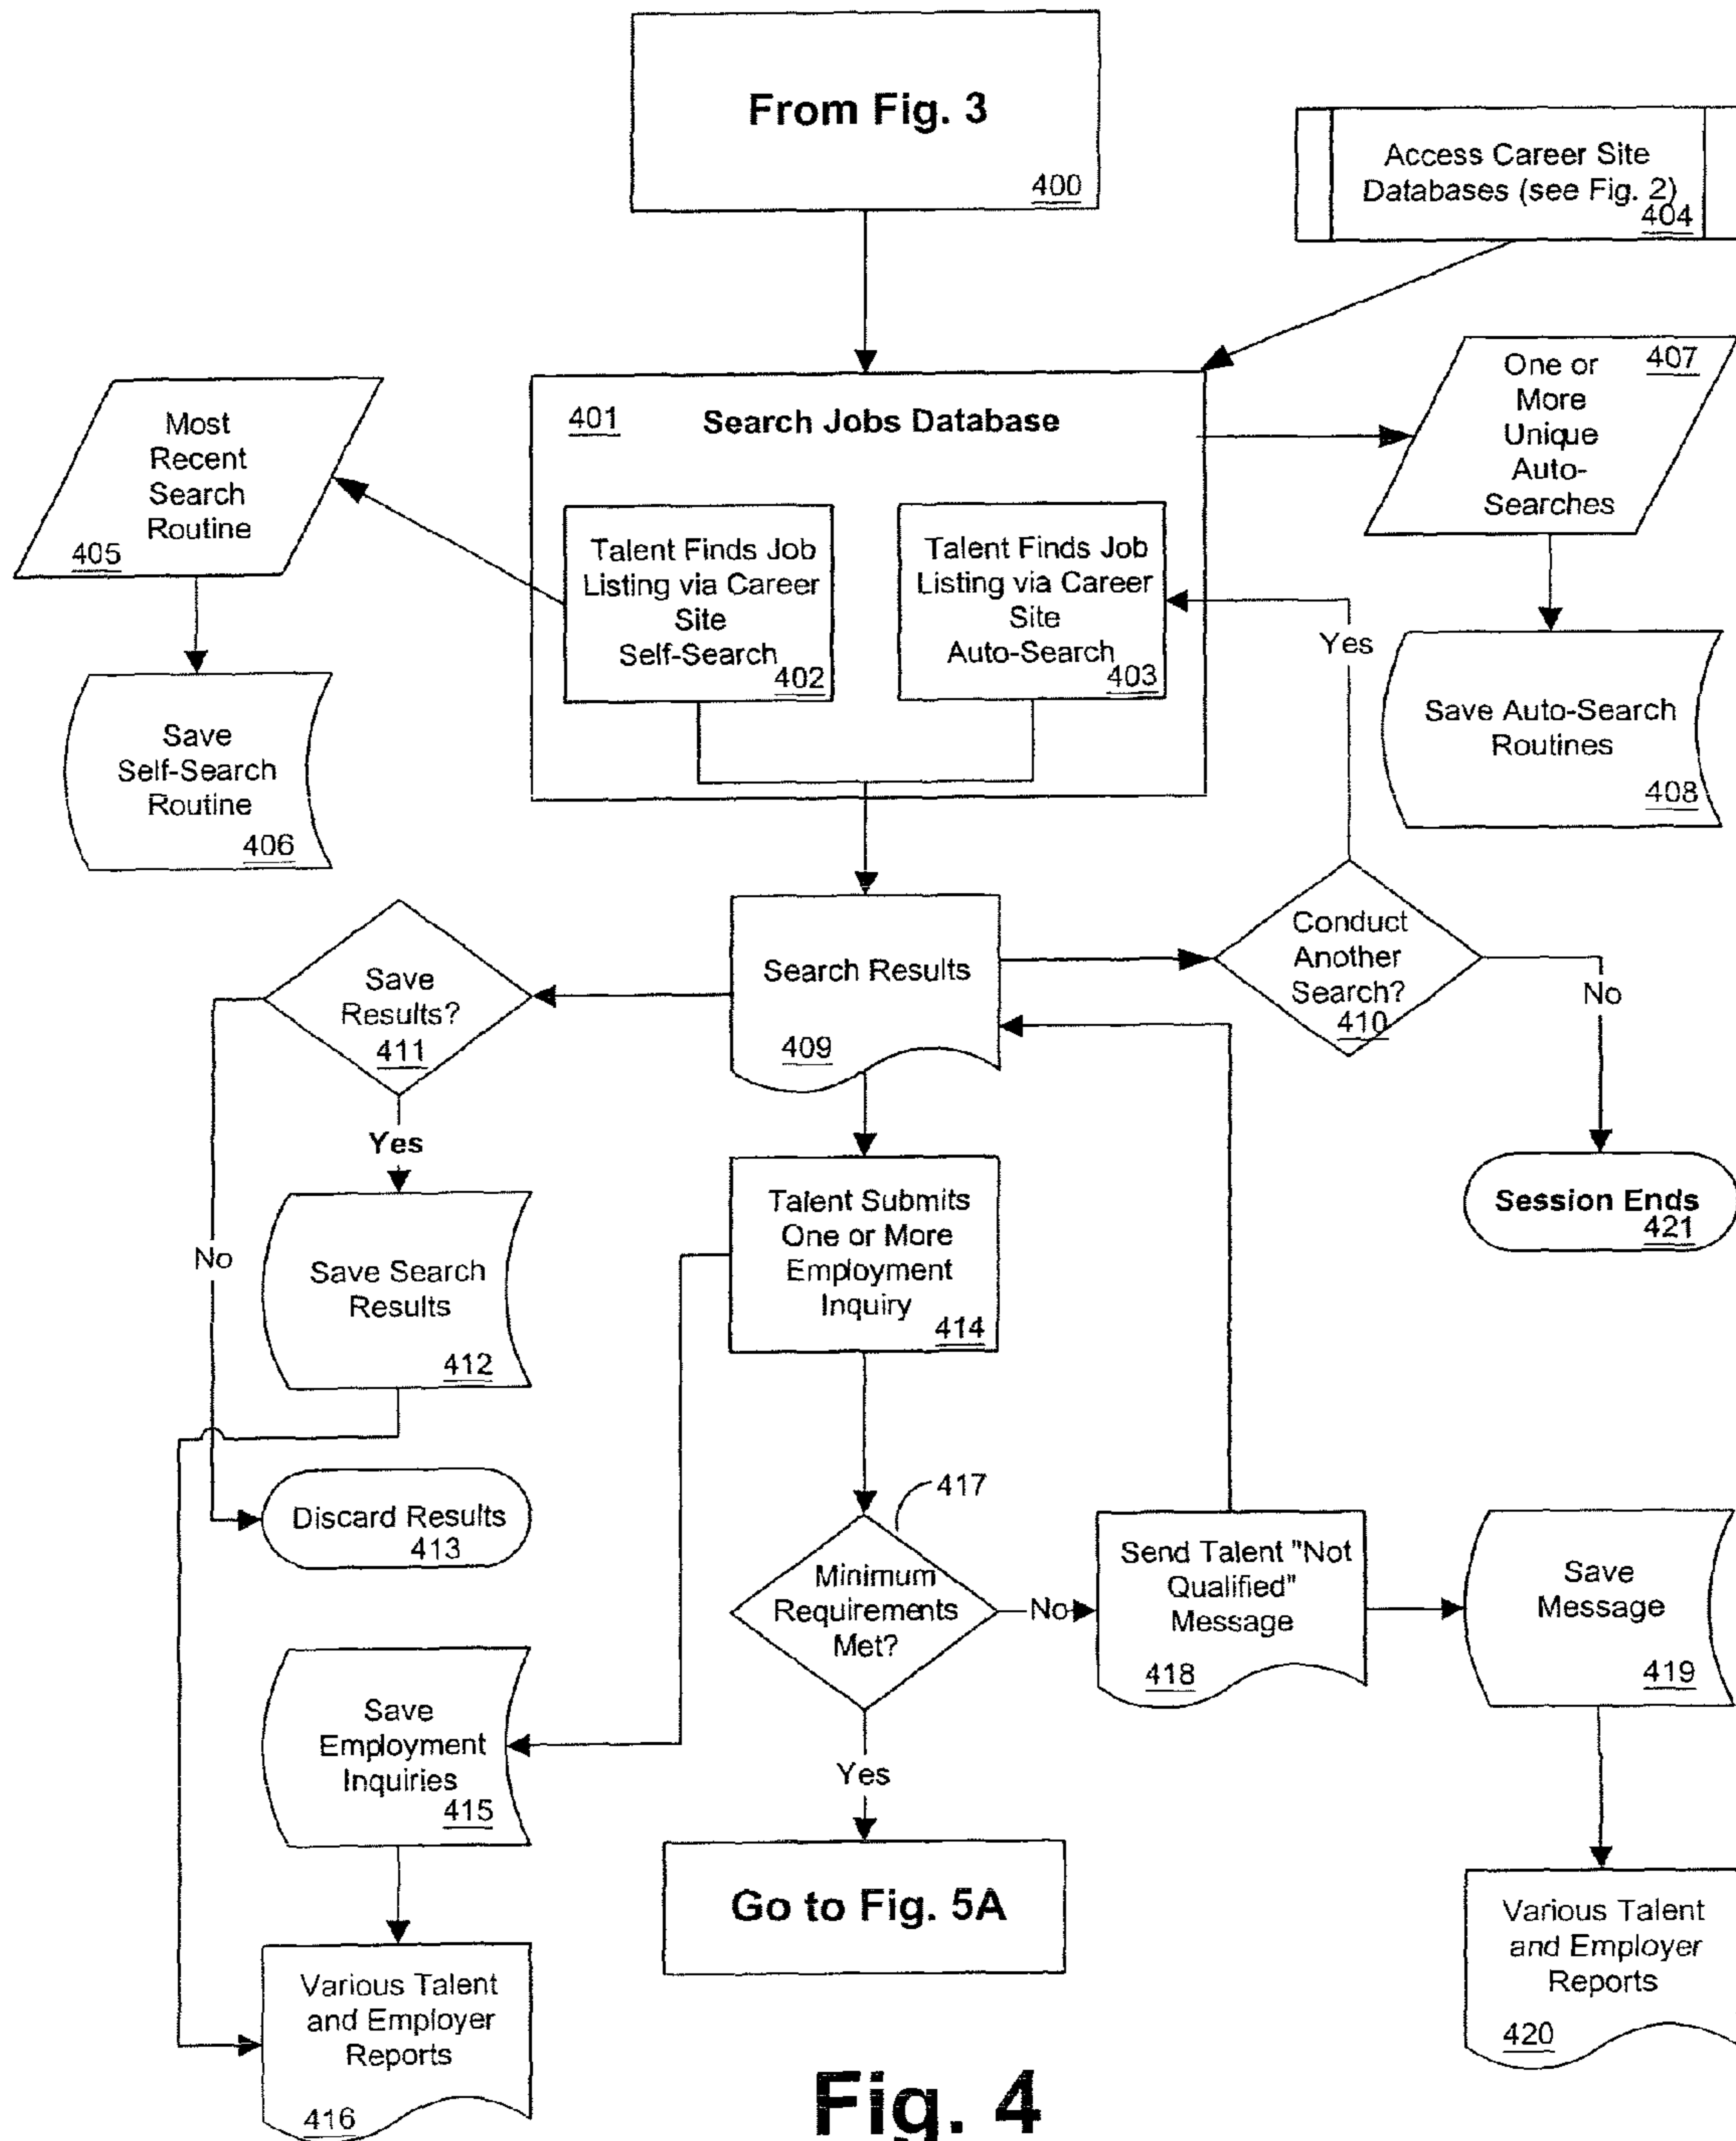 From Fig. 3
400
Access Career Site
Databases (see Fig. 2)
404
401
Search Jobs Database
Most
Recent
Search
Routine
405
Talent Finds Job
Listing via Career
Site
Self-Search
402
Talent Finds Job
Listing via Career
Site
Auto-Search
403
407
One or
More
Unique
Auto-
Searches
Yes
Save
Self-Search
Routine
406
Save Auto-Search
Routines
408
Save
Results?
411
Search Results
409
Conduct
Another
Search?
410
No
Yes
No
Save Search
Results
412
Talent Submits
One or More
Employment
Inquiry
414
Session Ends
421
Discard Results
413
417
Minimum
Requirements
Met?
No
Send Talent "Not
Qualified"
Message
418
Save
Message
419
Save
Employment
Inquiries
415
Yes
Go to Fig. 5A
Various Talent
and Employer
Reports
416
Various Talent
and Employer
Reports
420
Fig. 4